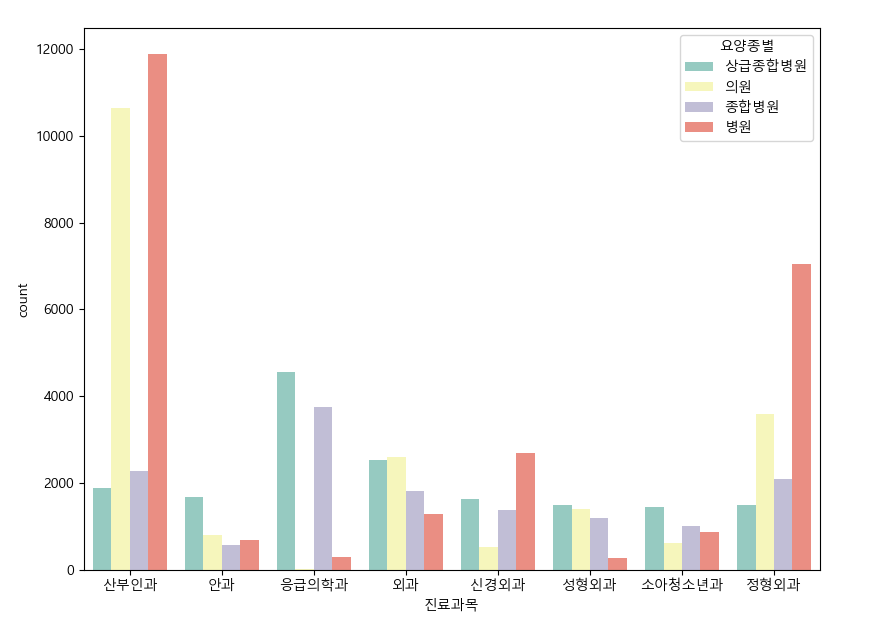 요양종별
상급종합병원
의원
종합병원
병원
12000
10000
8000
6000
4000
2000
0
count
산부인과 안과 응급의학과 외과 신경외과 성형외과 소아청소년과 정형외과
진료과목